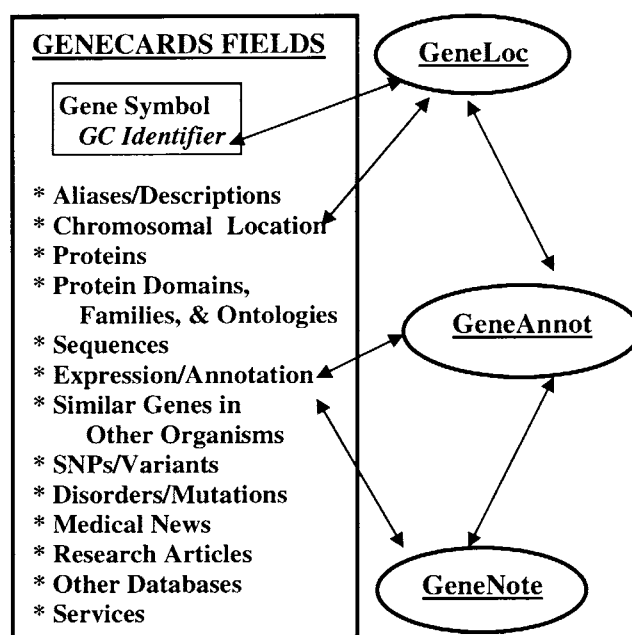 GENECARDS FIELDS
Gene Symbol
GC Identifier
* Aliases/Descriptions
* Chromosomal Location
* Proteins
* Protein Domains,
Families, & Ontologies
* Sequences
* Expression/Annotation
* Similar Genes in
Other Organisms
* SNPs/Variants
* Disorders/Mutations
* Medical News
* Research Articles
* Other Databases
* Services
GeneLoc
GeneAnnot
GeneNote